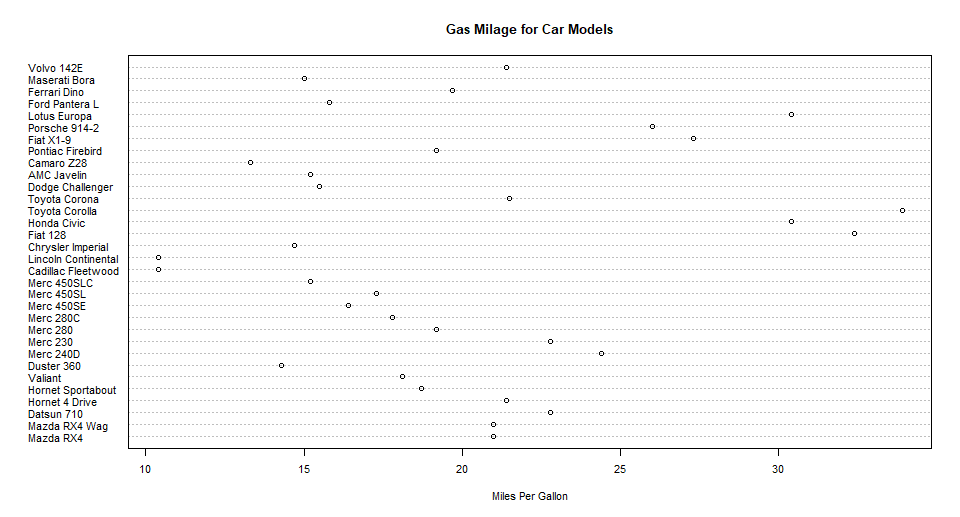 Gas Milage for Car Models
Volvo 142E
Maserati Bora
Ferrari Dino
Ford Pantera L
Lotus Europa
Porsche 914-2
Fiat X1-9
Pontiac Firebird
Camaro Z28
AMC Javelin
Dodge Challenger
Toyota Corona
Toyota Corolla
Honda Civic
Fiat 128
Chrysler Imperial
Lincoln Continental
Cadillac Fleetwood
Merc 450SLC
Merc 450SL
Merc 450SE
Merc 280C
Merc 280
Merc 230
Merc 240D
Duster 360
Valiant
Hornet Sportabout
Hornet 4 Drive
Datsun 710
Mazda RX4 Wag
Mazda RX4
10 15 20 25 30
Miles Per Gallon